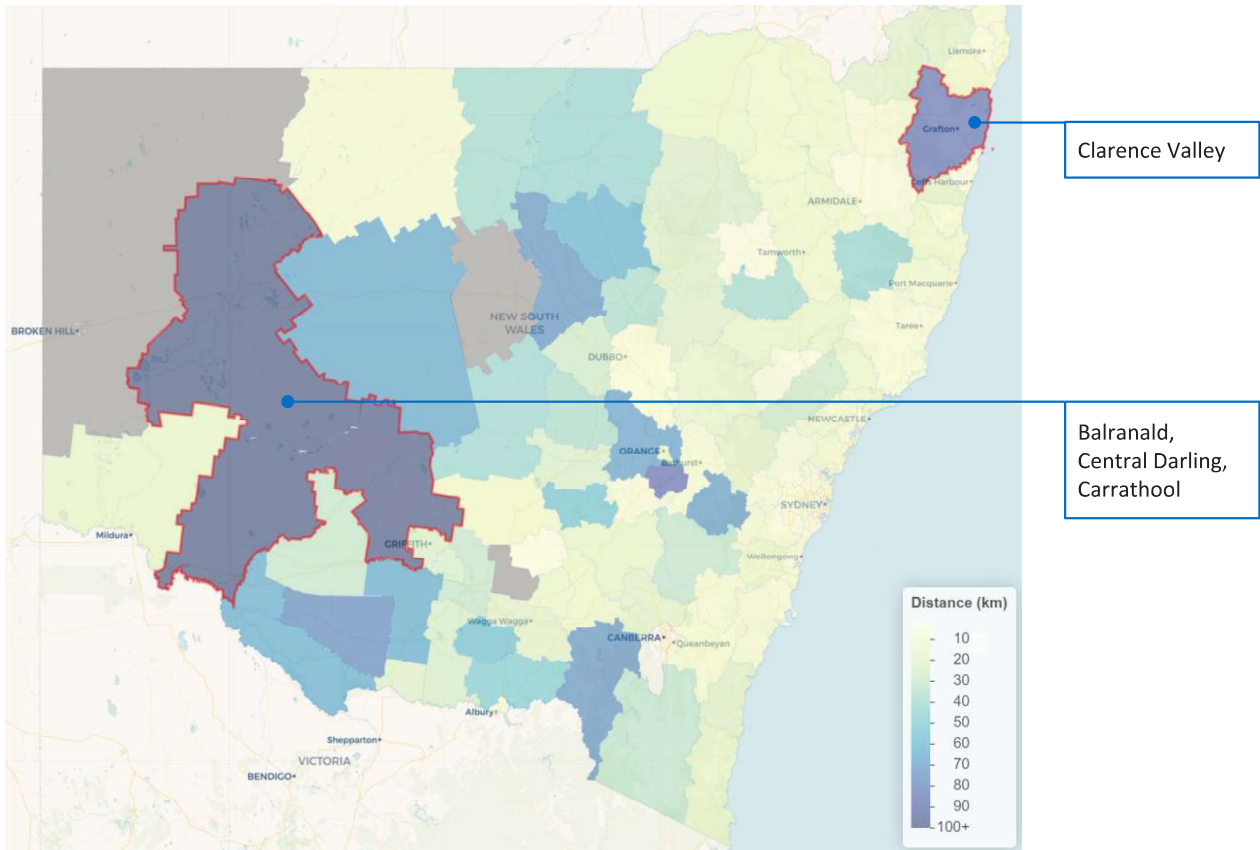 Lismore
Grafton
Clarence Valley
Coffs Harbour
ARMIDALE
Tamworth
Port Macquarie
BROKEN HILL
NEW SOUTH
WALES
Taree
DUBBO
NEWCASTLE
Balranald,
Central Darling,
Carrathool
ORANGE
Bathurst
SYDNEY
Mildura
GRIFFITH
Wollongong
Wagga Wagga
CANBERRA
Queanbeyan
Albury
Shepparton
VICTORIA
BENDIGO
Distance (km)
10
20
30
40
50
60
70
80
90
100+